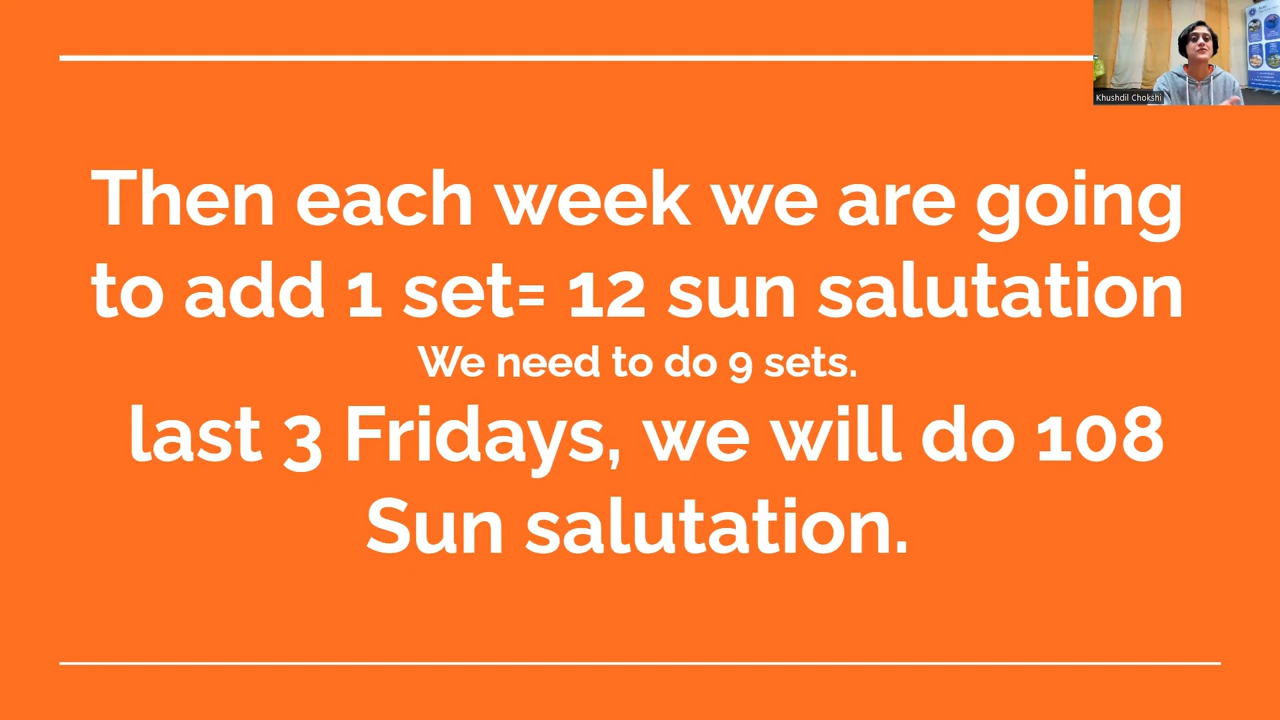 Khushdil Chokshi
Then each week we are going
to add 1 set= 12 sun salutation
We need to do 9 sets.
last 3 Fridays, we will do 108
Sun salutation.